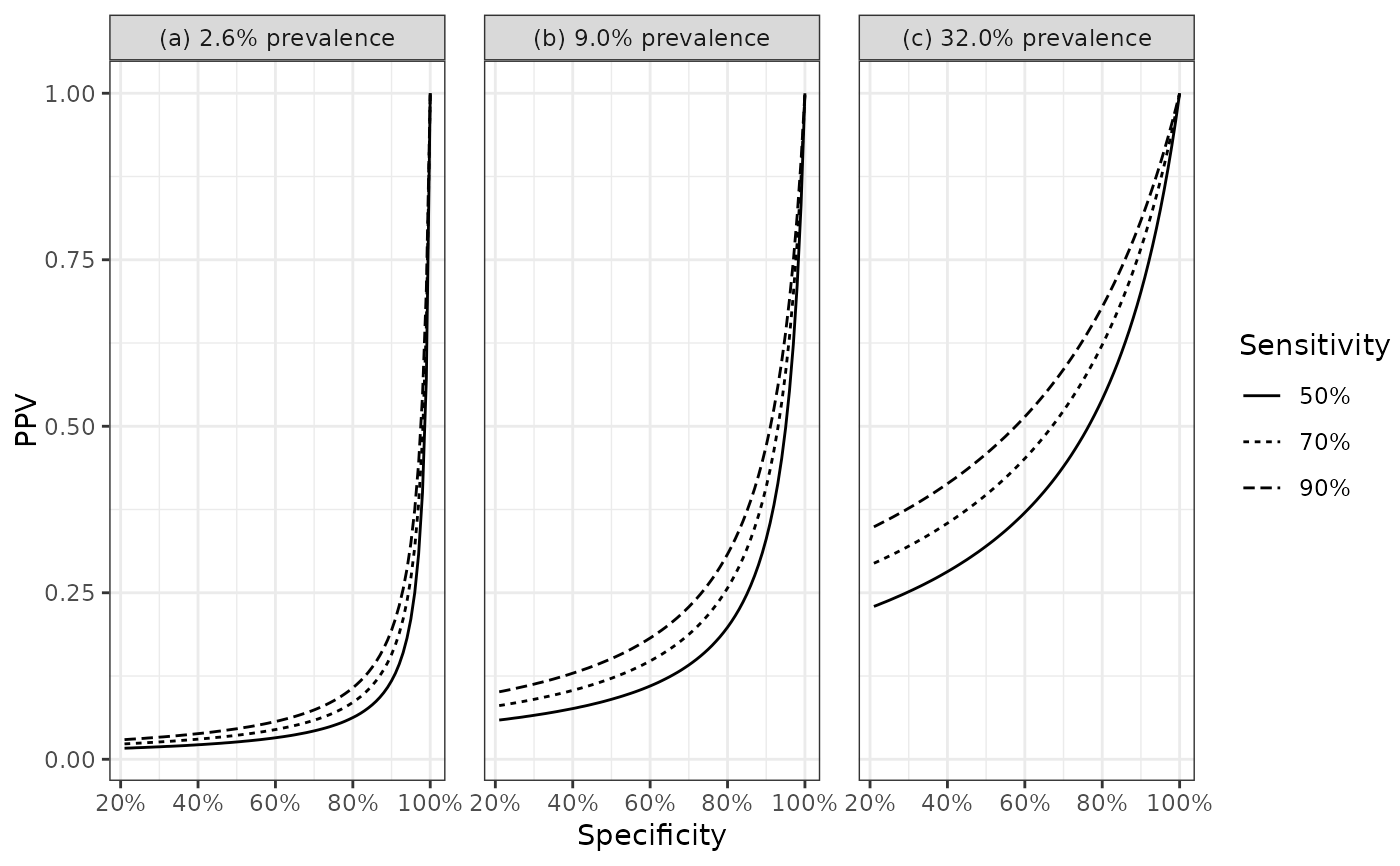 (a) 2.6% prevalence
(b) 9.0% prevalence
(c) 32.0% prevalence
1.00
0.75
0.50
0.25
0.00
PPV
20% 40% 60% 80% 100%
20% 40% 60% 80% 100%
20% 40% 60% 80% 100%
Specificity
Sensitivity
50%
70%
90%